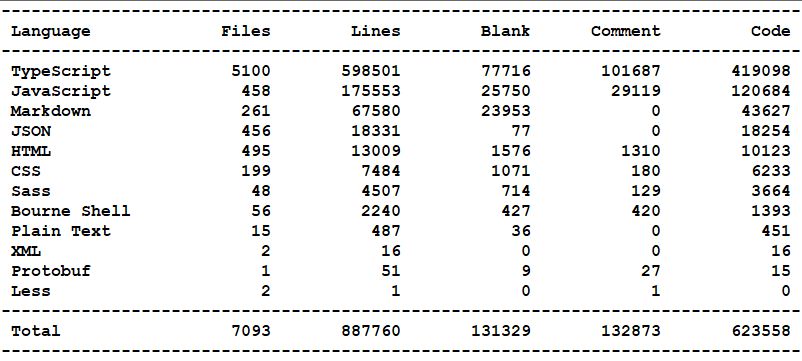 Language Files Lines Blank Comment Code
TypeScript 5100 598501 77716 101687 419098
JavaScript 458 175553 25750 29119 120684
Markdown 261 67580 23953 0 43627
JSON 456 18331 77 0 18254
HTML 495 13009 1576 1310 10123
CSS 199 7484 1071 180 6233
Sass 48 4507 714 129 3664
Bourne Shell 56 2240 427 420 1393
Plain Text 15 487 36 0 451
XML 2 16 0 0 16
Protobuf 1 51 9 27 15
Less 2 1 0 1 0
Total 7093 887760 131329 132873 623558